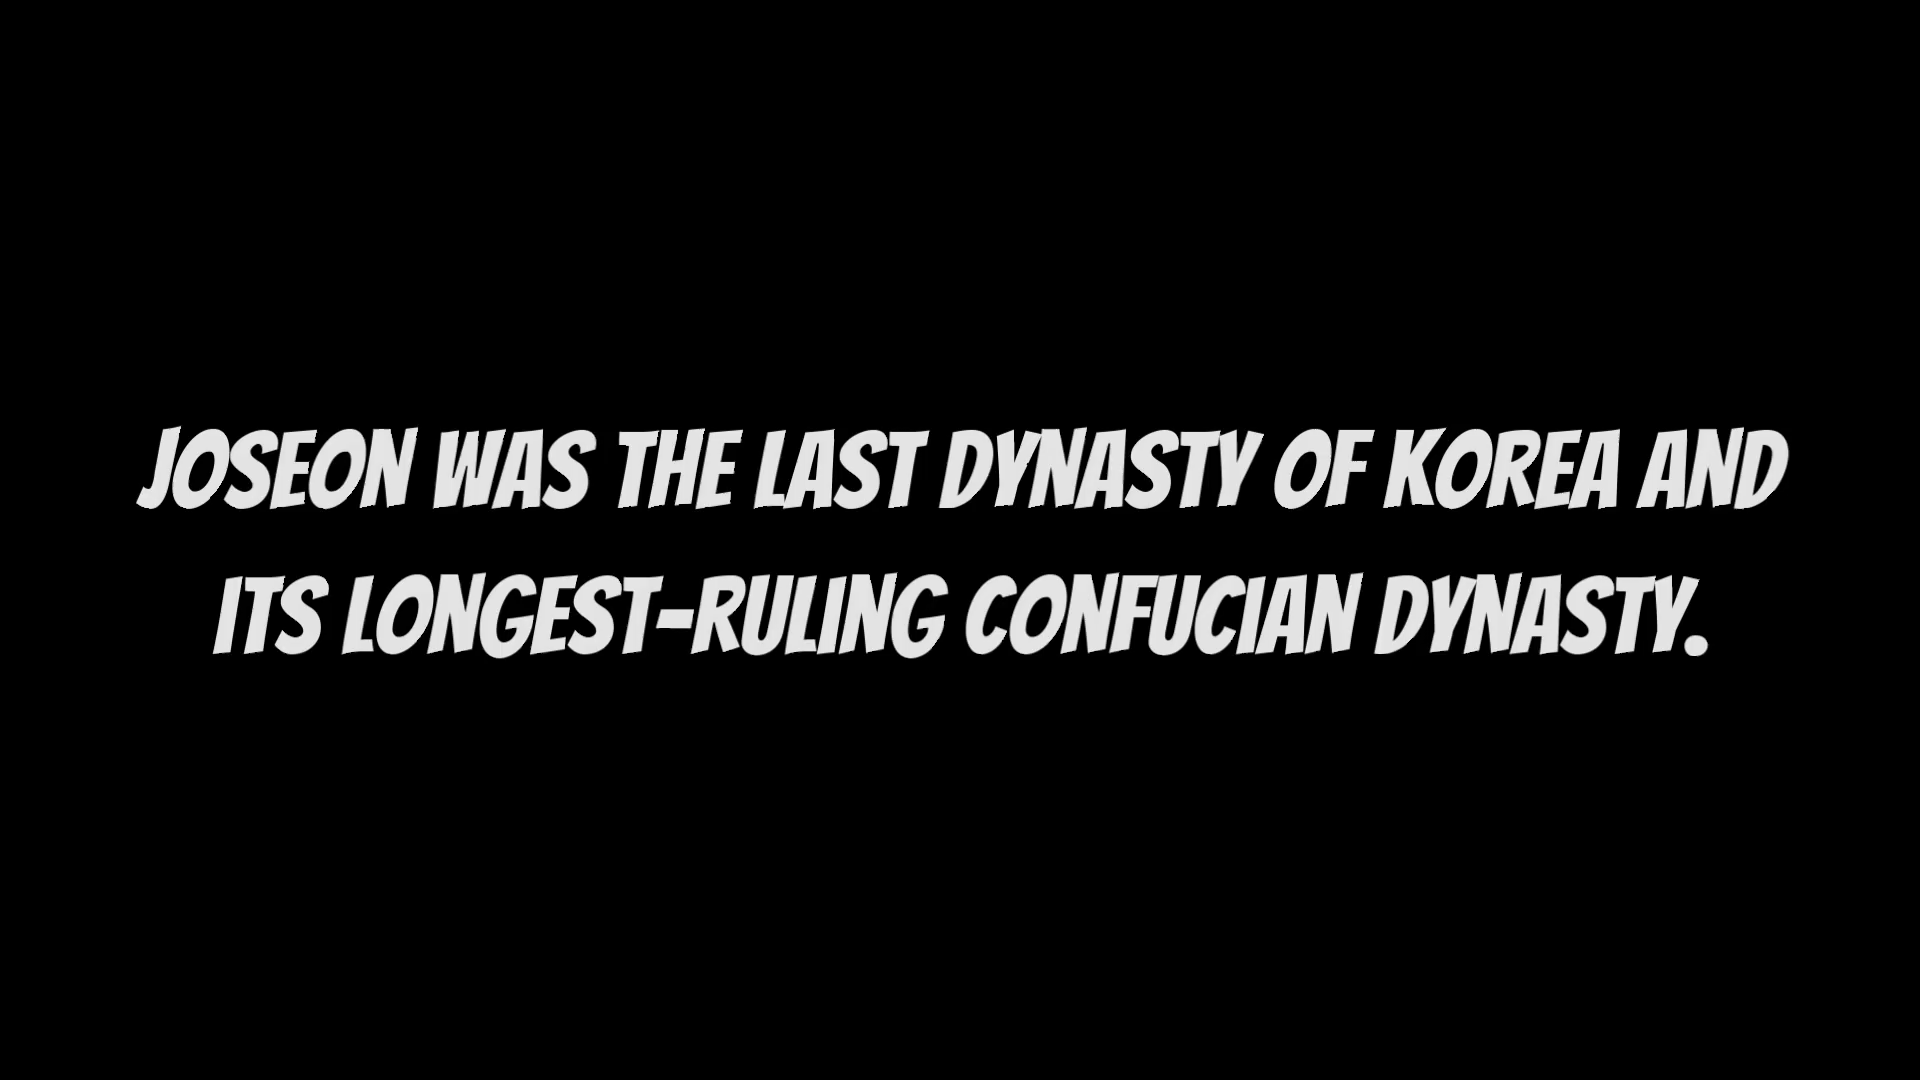 JOSEON WAS THE LAST DYNASTY OF KOREA AND
ITS LONGEST-RULING CONFUCIAN DYNASTY.